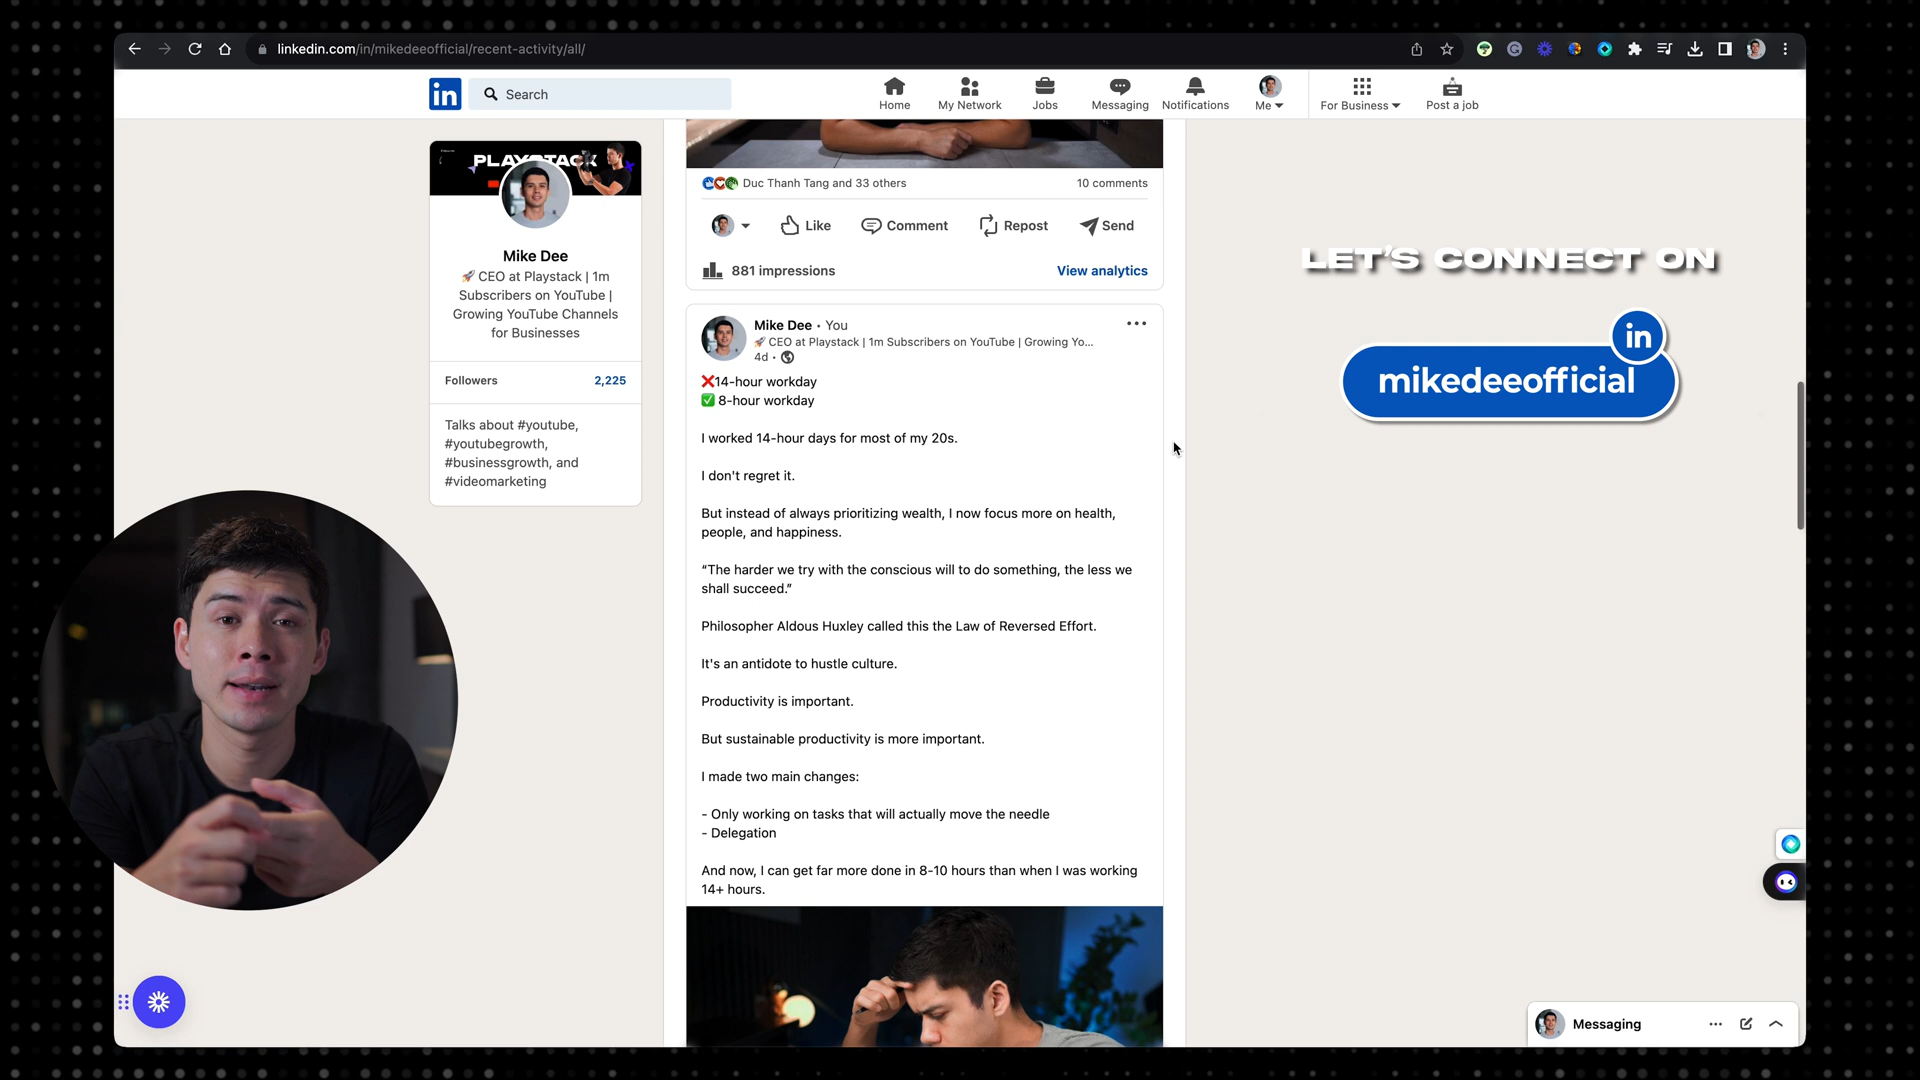 linkedin.com/in/mikedeeofficial/recent-activity/all/
in
Search
Home
My Network
Jobs
Messaging
Notifications
Me
For Business
Post a job
PLAYSTACK
Mike Dee
🚀 CEO at Playstack | 1m
Subscribers on YouTube |
Growing YouTube Channels
for Businesses
Followers 2,225
Talks about #youtube,
#youtubegrowth,
#businessgrowth, and
#videomarketing
Duc Thanh Tang and 33 others
10 comments
Like
Comment
Repost
Send
881 impressions
View analytics
Mike Dee • You
🚀 CEO at Playstack | 1m Subscribers on YouTube | Growing Yo...
4d •
❌14-hour workday
✅ 8-hour workday
I worked 14-hour days for most of my 20s.
I don't regret it.
But instead of always prioritizing wealth, I now focus more on health,
people, and happiness.
“The harder we try with the conscious will to do something, the less we
shall succeed.”
Philosopher Aldous Huxley called this the Law of Reversed Effort.
It's an antidote to hustle culture.
Productivity is important.
But sustainable productivity is more important.
I made two main changes:
- Only working on tasks that will actually move the needle
- Delegation
And now, I can get far more done in 8-10 hours than when I was working
14+ hours.
LET'S CONNECT ON
in
mikedeeofficial
Messaging